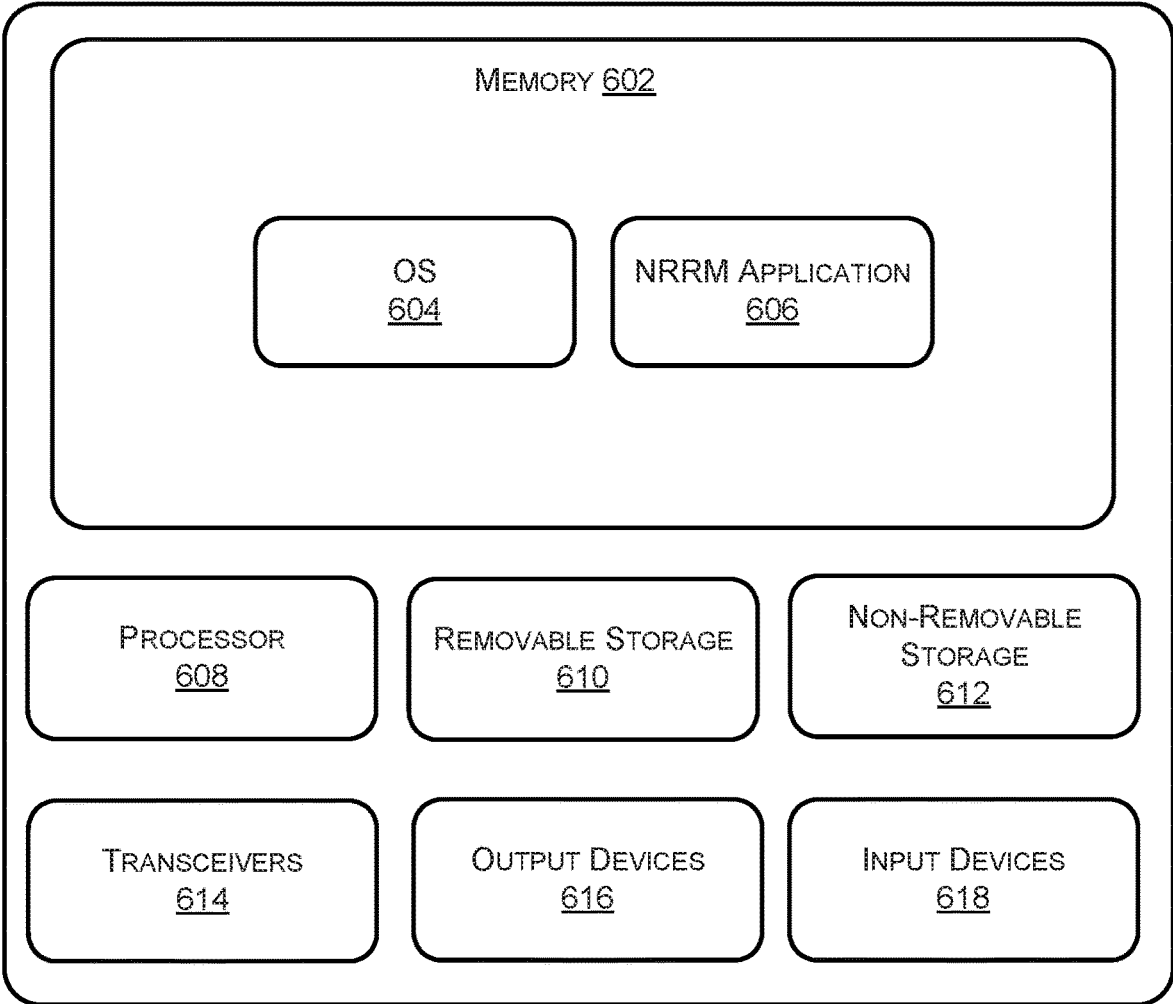 MEMORY 602
OS
604
NRRM APPLICATION
606
PROCESSOR
608
REMOVABLE STORAGE
610
NON-REMOVABLE
STORAGE
612
TRANSCEIVERS
614
OUTPUT DEVICES
616
INPUT DEVICES
618